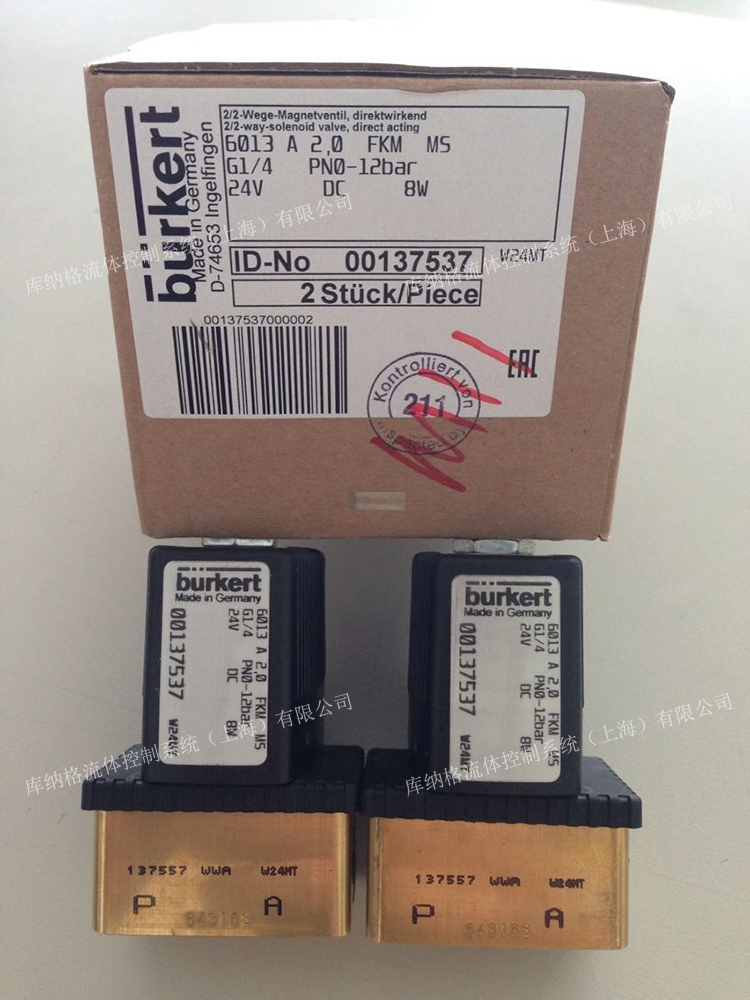 bürkert
Made in Germany
D-74653 Ingelfingen
2/2-Wege-Magnetventil, direktwirkend
2/2-way-solenoid valve, direct acting
6013 A 2,0 FKM MS
G1/4 PN0-12bar
24V DC 8W
ID-No 00137537 W24MT
2 Stück/Piece
00137537000002
Kontrolliert von
211
inspected by
EAC
库纳格流体控制系统（上海）有限公司
库纳格流体控制系统（上海）有限公司
bürkert
Made in Germany
6013 A 2,0 FKM MS
G1/4 PN0-12bar
24V DC 8W
00137537 W24MT
bürkert
Made in Germany
6013 A 2,0 FKM MS
G1/4 PN0-12bar
24V DC 8W
00137537 W24MT
库纳格流体控制系统（上海）有限公司
库纳格流体控制系统（上海）有限公司
137557 WWA W24MT
P A
643168
137557 WWA W24MT
P A
643168